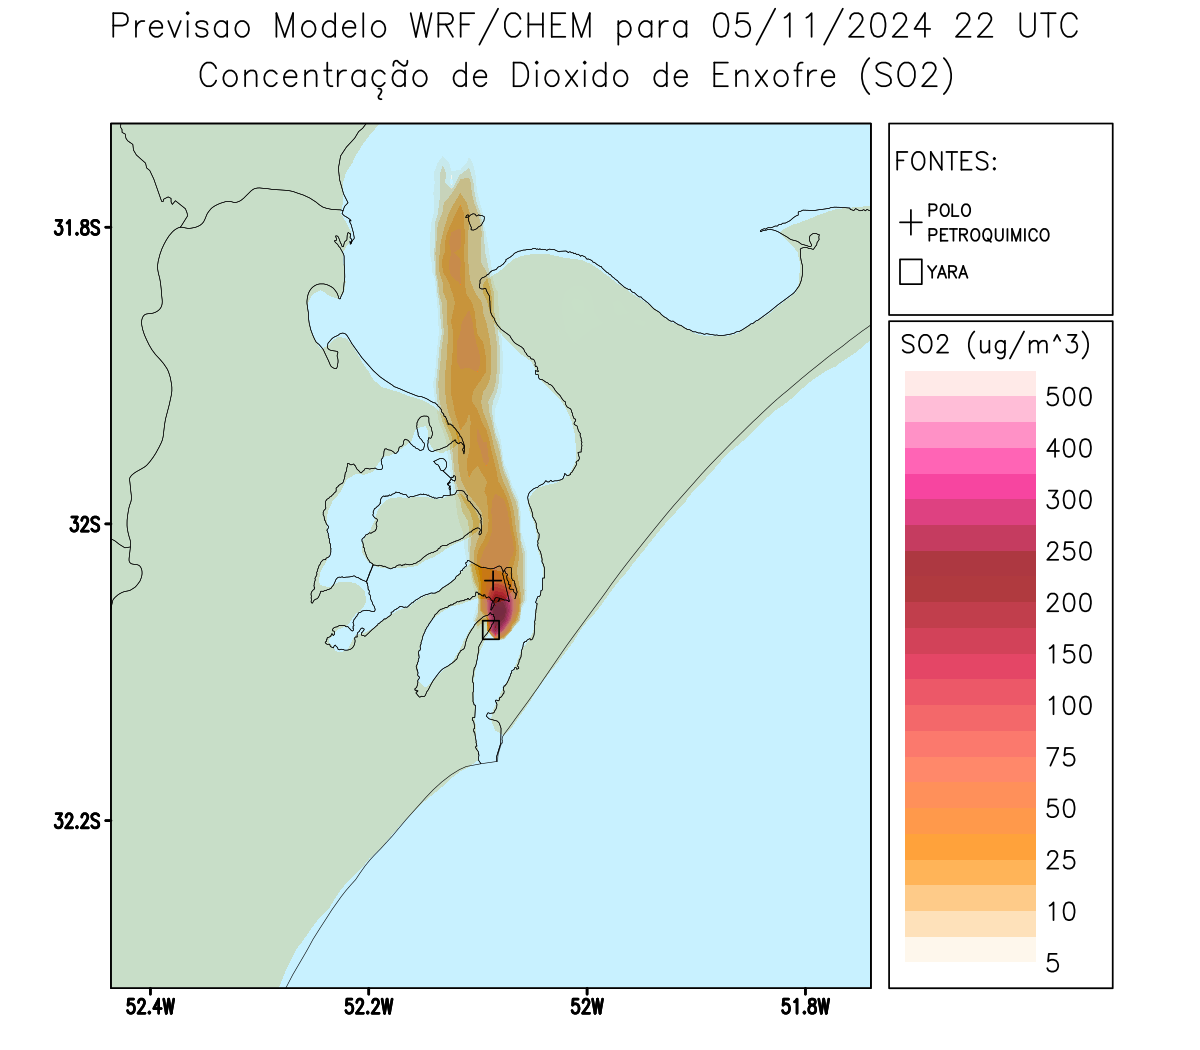 Previsao Modelo WRF/CHEM para 05/11/2024 22 UTC
Concentração de Dioxido de Enxofre (SO2)
FONTES:
POLO
PETROQUIMICO
YARA
SO2 (ug/m^3)
500
400
300
250
200
150
100
75
50
25
10
5
31.8S
32S
32.2S
52.4W
52.2W
52W
51.8W